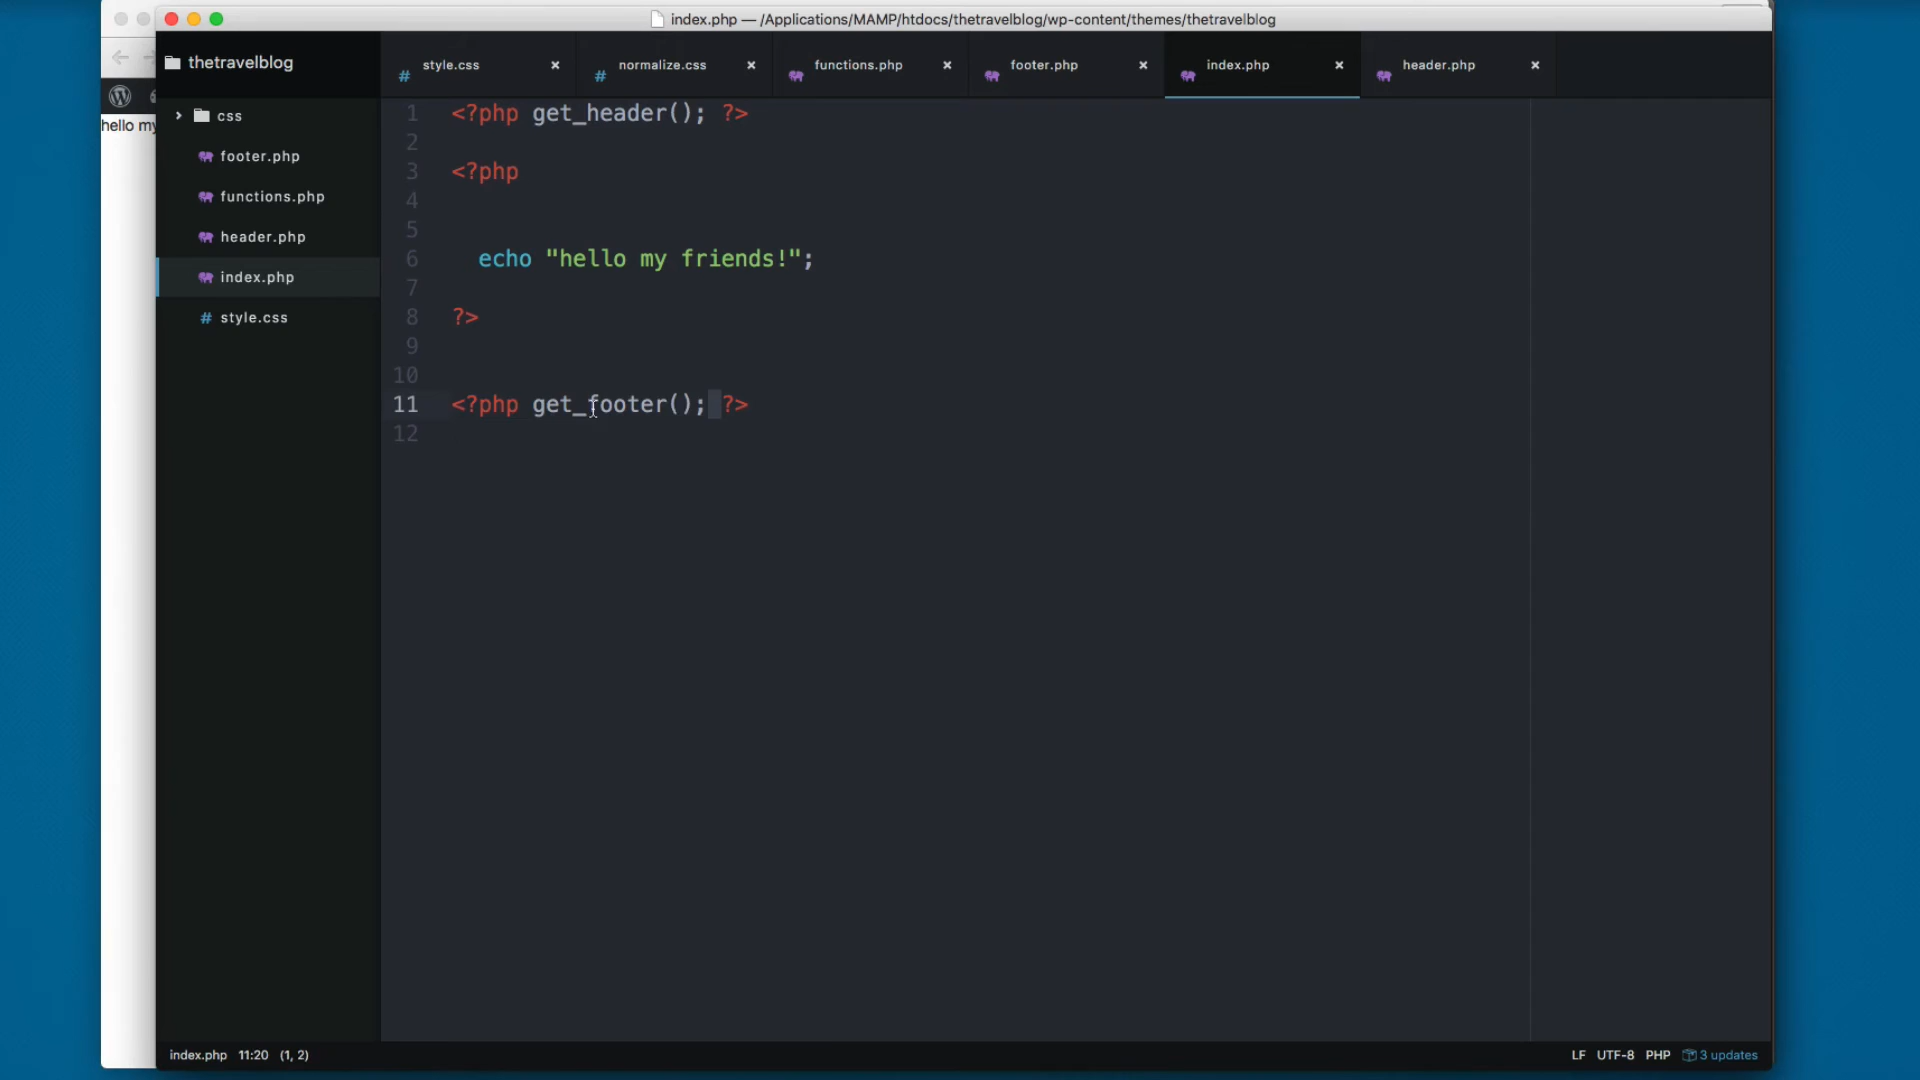 index.php — /Applications/MAMP/htdocs/thetravelblog/wp-content/themes/thetravelblog
thetravelblog
style.css
normalize.css
functions.php
footer.php
index.php
header.php
css
footer.php
functions.php
header.php
index.php
style.css
hello my
1 <?php get_header(); ?>
2
3 <?php
4
5
6 echo "hello my friends!";
7
8 ?>
9
10
11 <?php get_footer(); ?>
12
index.php 11:20 (1, 2)
LF UTF-8 PHP 3 updates